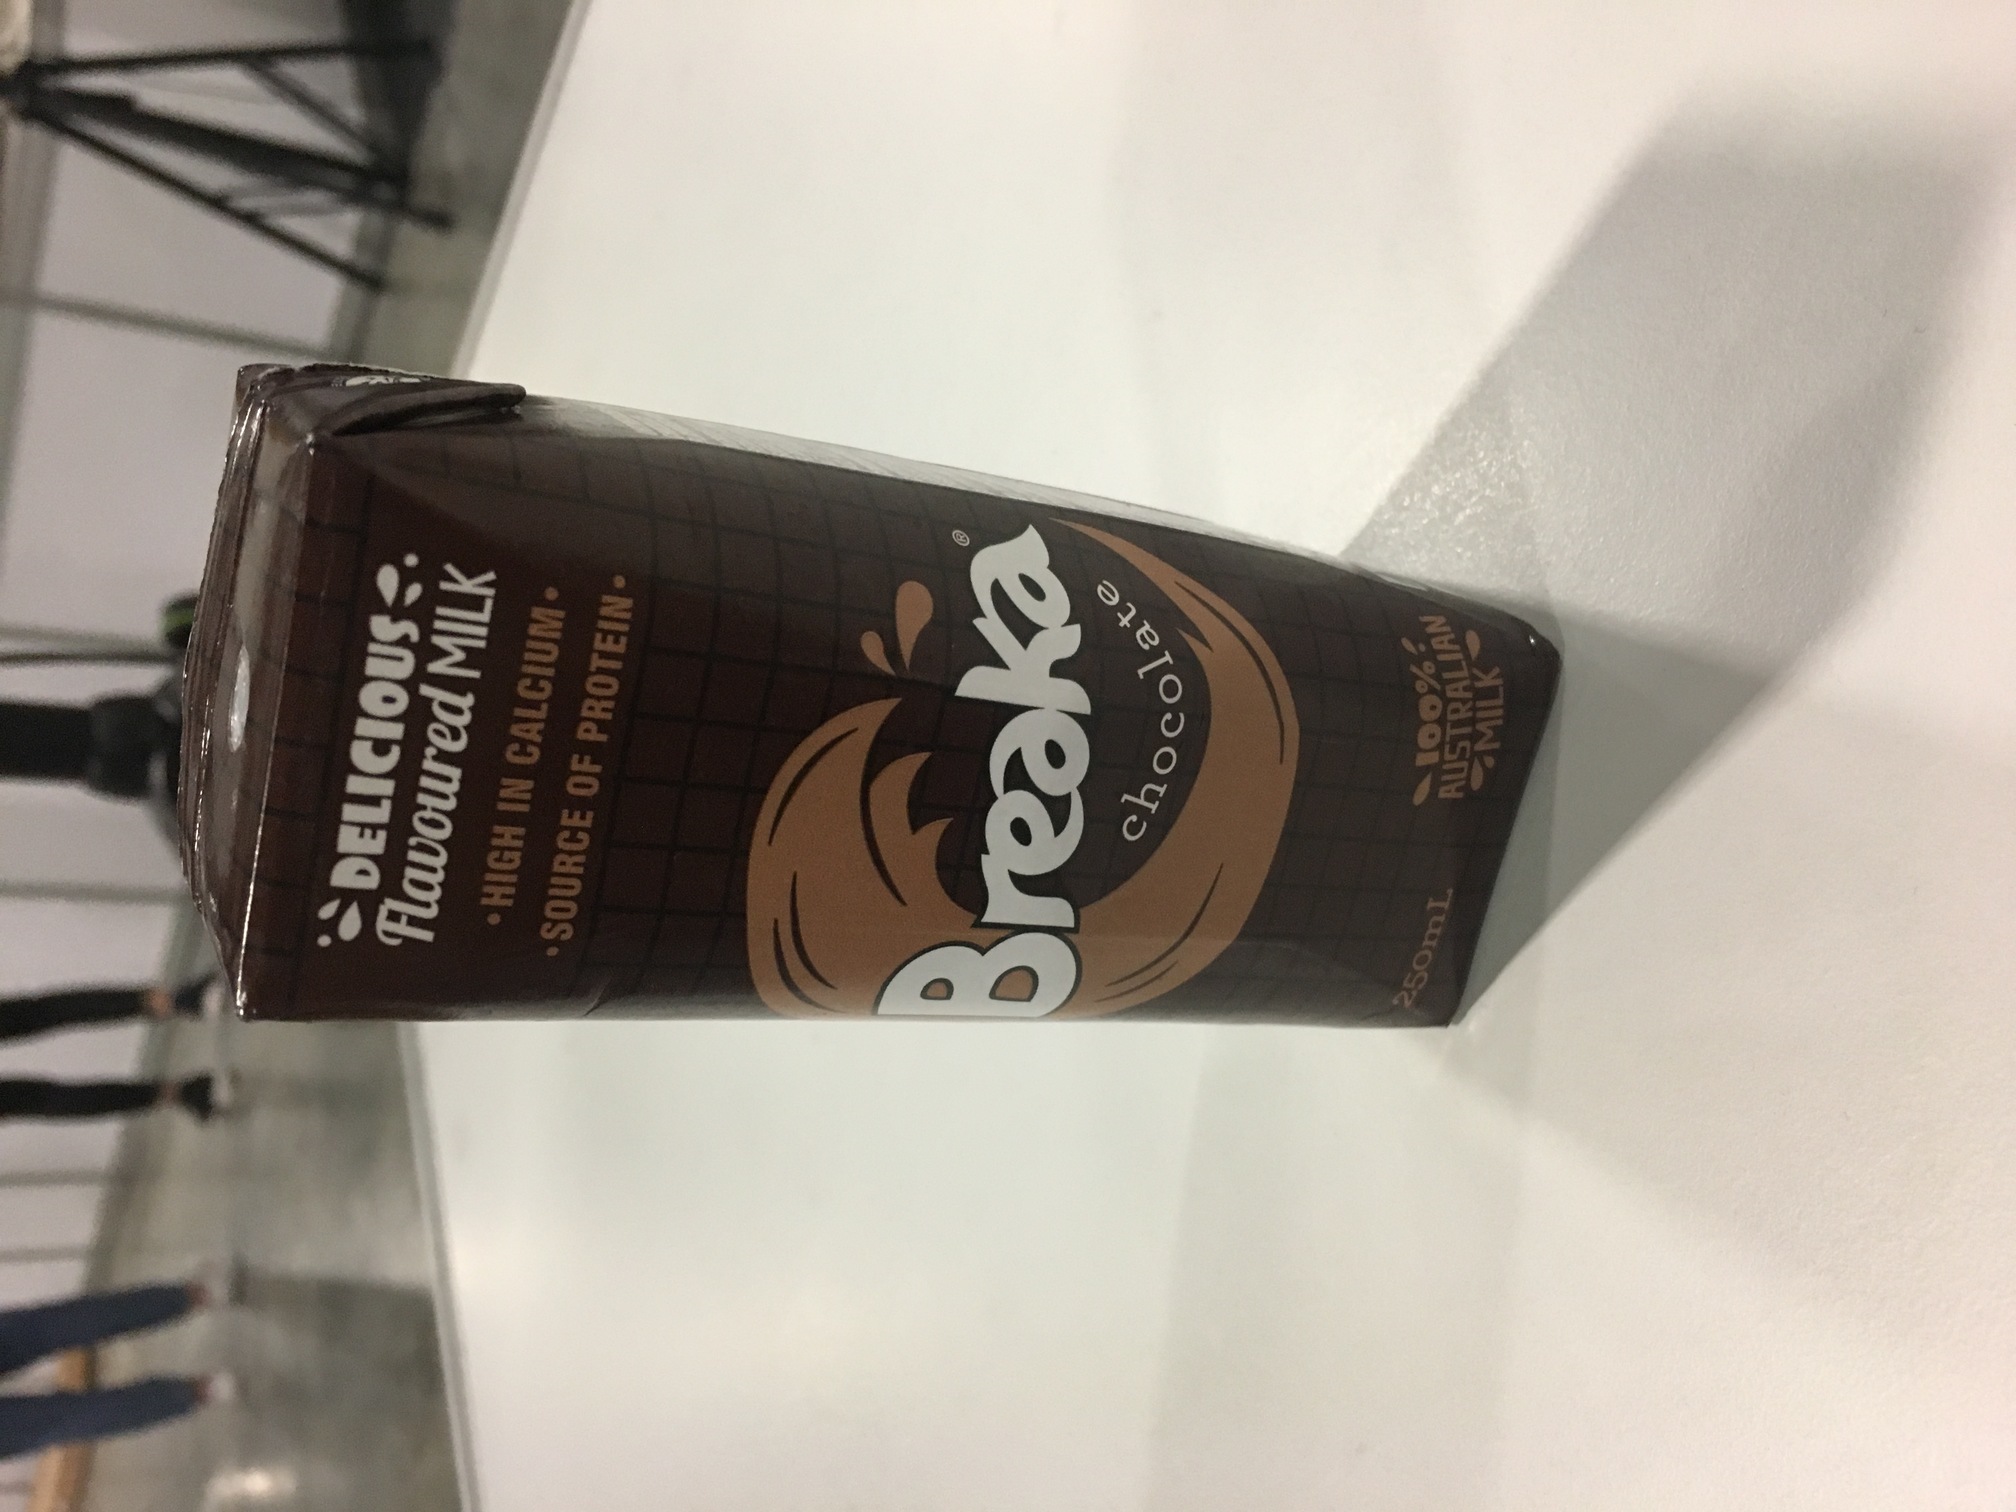 DELICIOUS
Flavoured MILK
•HIGH IN CALCIUM•
•SOURCE OF PROTEIN•
Breaka®
chocolate
250mL
100%
AUSTRALIAN
MILK